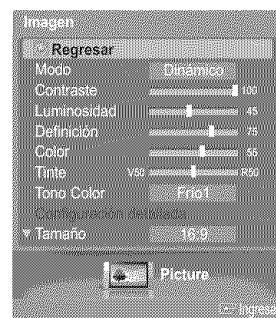 Imagen
Regresar
Modo Dinámico
Contraste 100
Luminosidad 45
Definición 75
Color 55
Tinte V50 R50
Tono Color Frío1
Configuración detallada
▼ Tamaño 16:9
Picture
Ingresar